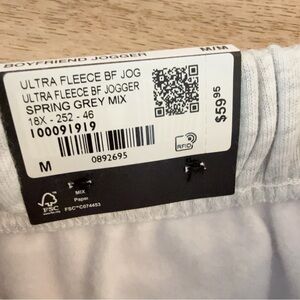 BOYFRIEND JOGGER M/M
ULTRA FLEECE BF JOG
ULTRA FLEECE BF JOGGER
SPRING GREY MIX
18X - 252 - 46
100091919
M 0892695
$59.95
RFID
FSC
MIX
Paper
FSC™ C074453